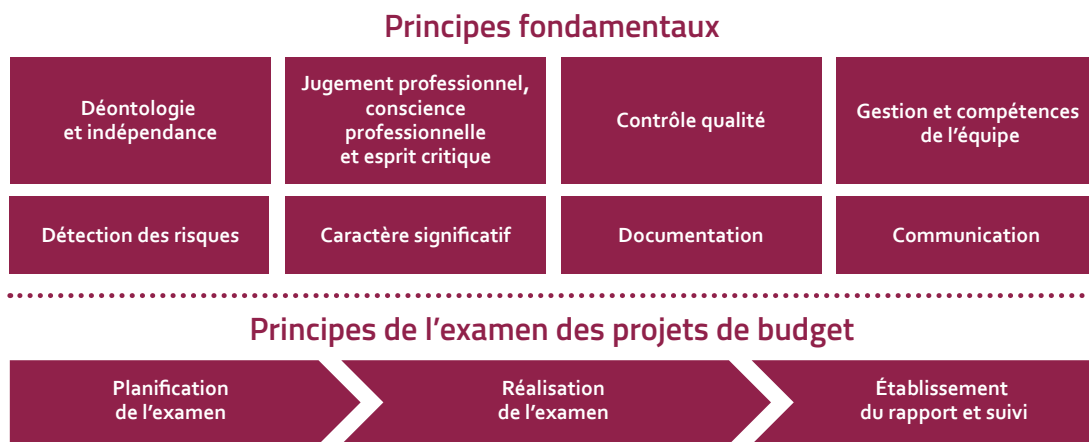 Principes fondamentaux
Déontologie
et indépendance
Jugement professionnel,
conscience
professionnelle
et esprit critique
Contrôle qualité
Gestion et compétences
de l’équipe
Détection des risques
Caractère significatif
Documentation
Communication
Principes de l’examen des projets de budget
Planification
de l’examen
Réalisation
de l’examen
Établissement
du rapport et suivi